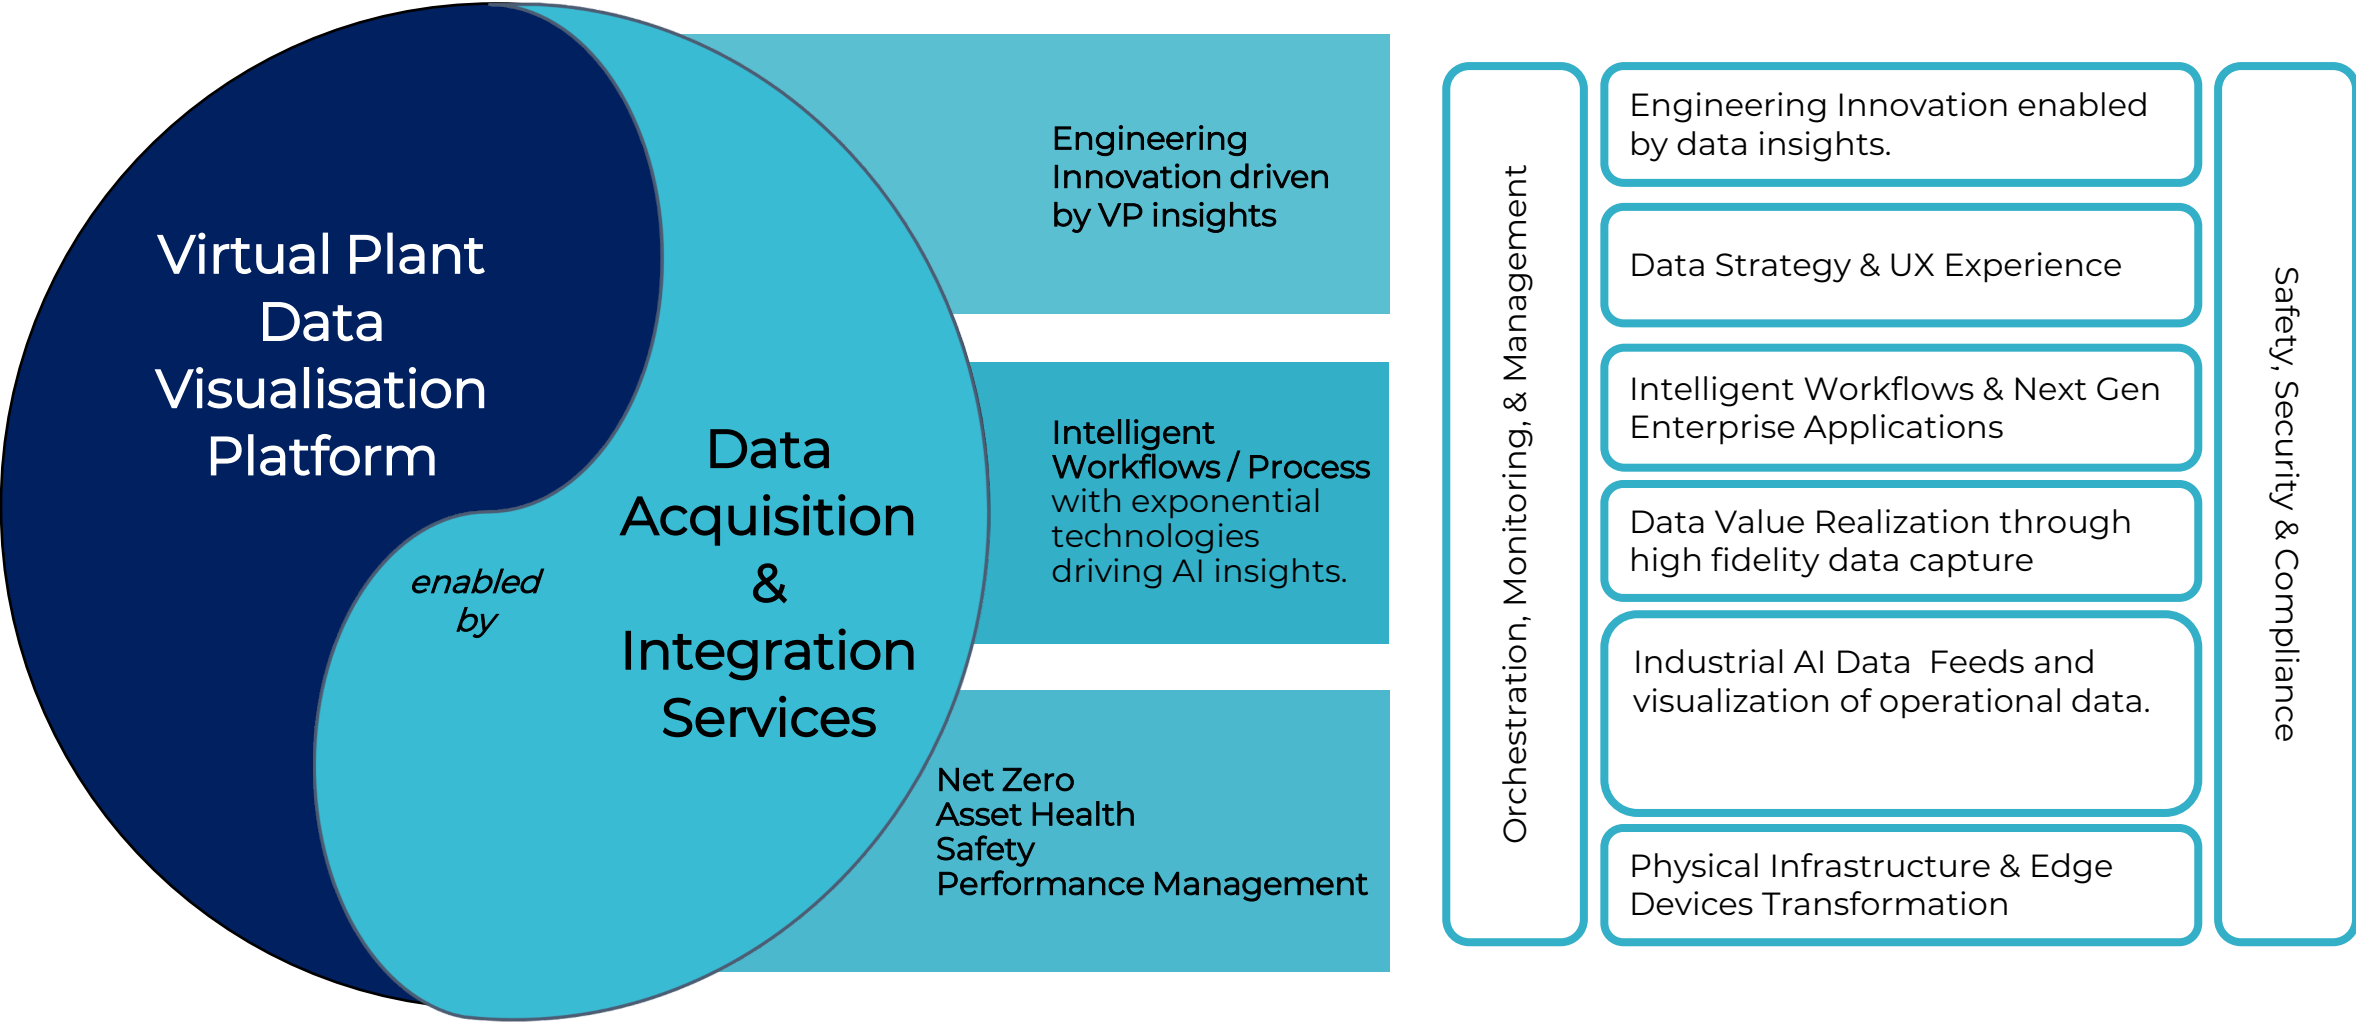 Virtual Plant
Data
Visualisation
Platform
enabled
by
Data
Acquisition
&
Integration
Services
Engineering
Innovation driven
by VP insights
Intelligent
Workflows / Process
with exponential
technologies
driving AI insights.
Net Zero
Asset Health
Safety
Performance Management
Orchestration, Monitoring, & Management
Engineering Innovation enabled
by data insights.
Data Strategy & UX Experience
Intelligent Workflows & Next Gen
Enterprise Applications
Data Value Realization through
high fidelity data capture
Industrial AI Data  Feeds and
visualization of operational data.
Physical Infrastructure & Edge
Devices Transformation
Safety, Security & Compliance